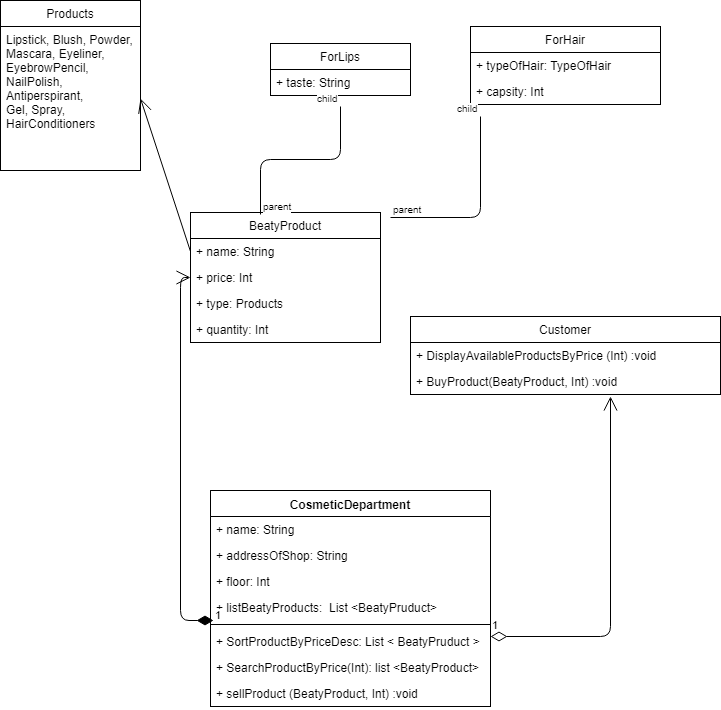 Products
Lipstick, Blush, Powder,
Mascara, Eyeliner,
EyebrowPencil,
NailPolish,
Antiperspirant,
Gel, Spray,
HairConditioners
ForLips
+ taste: String
child
ForHair
+ typeOfHair: TypeOfHair
+ capsity: Int
child
parent
parent
BeatyProduct
+ name: String
+ price: Int
+ type: Products
+ quantity: Int
Customer
+ DisplayAvailableProductsByPrice (Int) :void
+ BuyProduct(BeatyProduct, Int) :void
CosmeticDepartment
+ name: String
+ addressOfShop: String
+ floor: Int
+ listBeatyProducts:  List <BeatyPruduct>
1
1
+ SortProductByPriceDesc: List < BeatyPruduct >
+ SearchProductByPrice(Int): list <BeatyProduct>
+ sellProduct (BeatyProduct, Int) :void